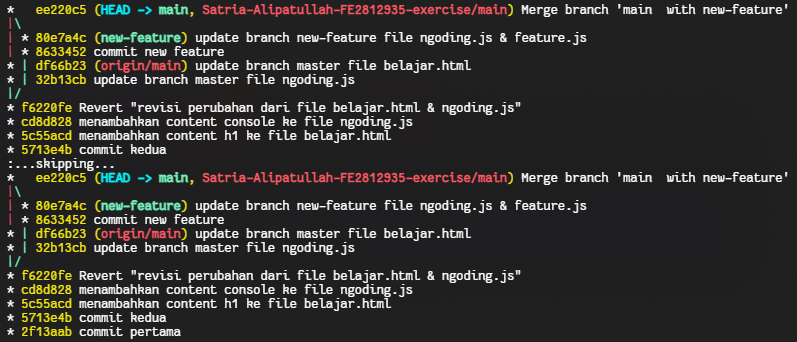 *   ee220c5 (HEAD -> main, Satria-Alipatullah-FE2812935-exercise/main) Merge branch 'main  with new-feature'
|\
| * 80e7a4c (new-feature) update branch new-feature file ngoding.js & feature.js
| * 8633452 commit new feature
* | df66b23 (origin/main) update branch master file belajar.html
* | 32b13cb update branch master file ngoding.js
|/
* f6220fe Revert "revisi perubahan dari file belajar.html & ngoding.js"
* cd8d828 menambahkan content console ke file ngoding.js
* 5c55acd menambahkan content h1 ke file belajar.html
* 5713e4b commit kedua
:...skipping...
*   ee220c5 (HEAD -> main, Satria-Alipatullah-FE2812935-exercise/main) Merge branch 'main  with new-feature'
|\
| * 80e7a4c (new-feature) update branch new-feature file ngoding.js & feature.js
| * 8633452 commit new feature
* | df66b23 (origin/main) update branch master file belajar.html
* | 32b13cb update branch master file ngoding.js
|/
* f6220fe Revert "revisi perubahan dari file belajar.html & ngoding.js"
* cd8d828 menambahkan content console ke file ngoding.js
* 5c55acd menambahkan content h1 ke file belajar.html
* 5713e4b commit kedua
* 2f13aab commit pertama